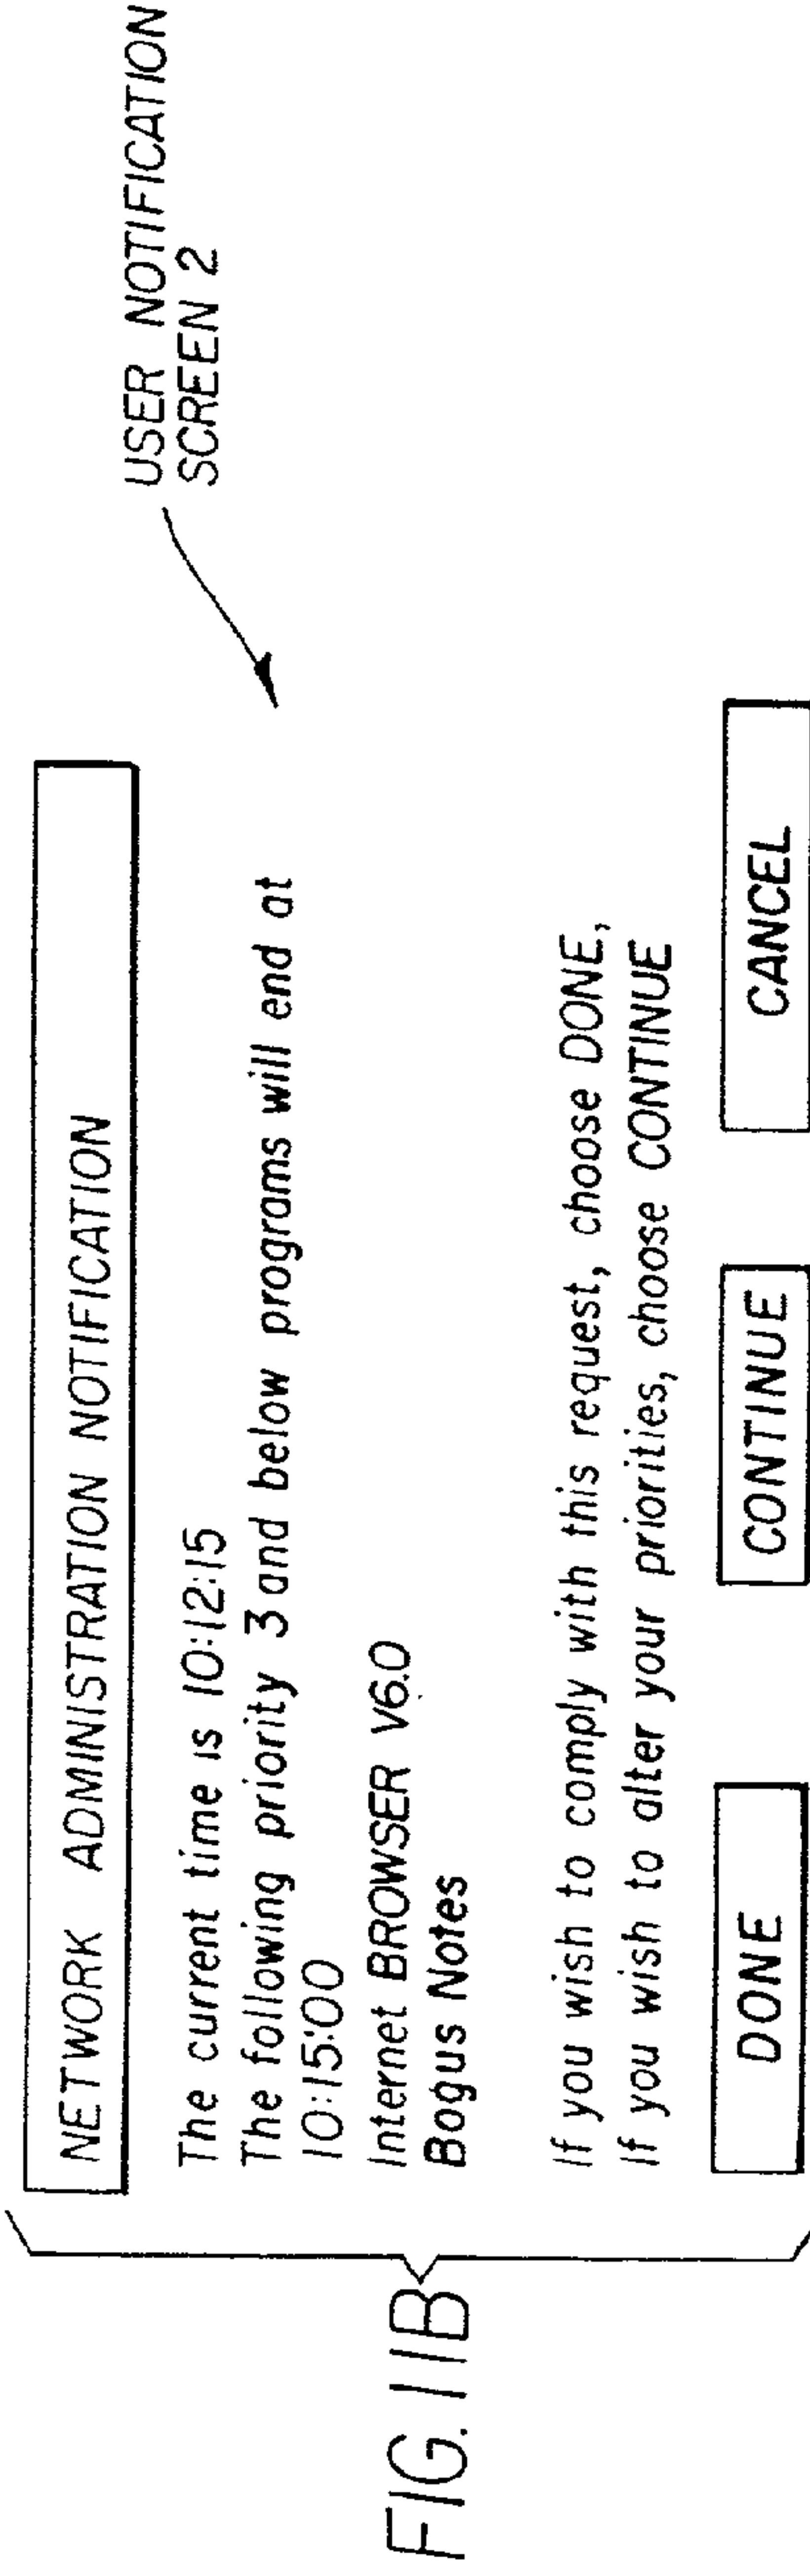 USER NOTIFICATION
SCREEN 2
NETWORK ADMINISTRATION NOTIFICATION
The current time is 10:12:15
The following priority 3 and below programs will end at
10:15:00
Internet BROWSER V6.0
Bogus Notes
If you wish to comply with this request, choose DONE,
If you wish to alter your priorities, choose CONTINUE
DONE
CONTINUE
CANCEL
FIG. 11B